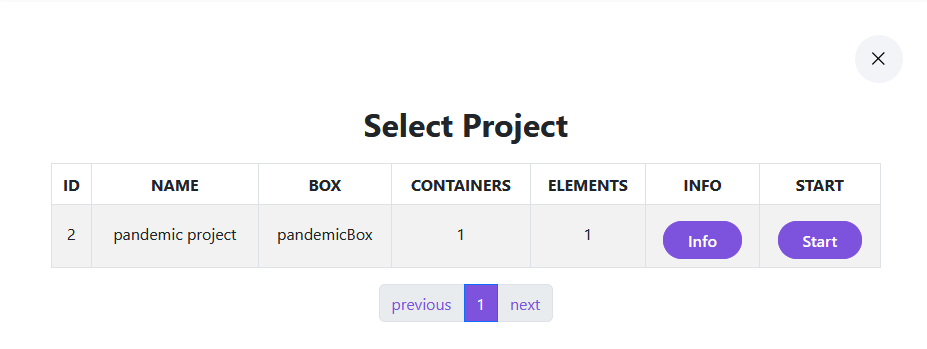 Select Project
ID NAME BOX CONTAINERS ELEMENTS INFO START
2 pandemic project pandemicBox 1 1 Info Start
previous 1 next